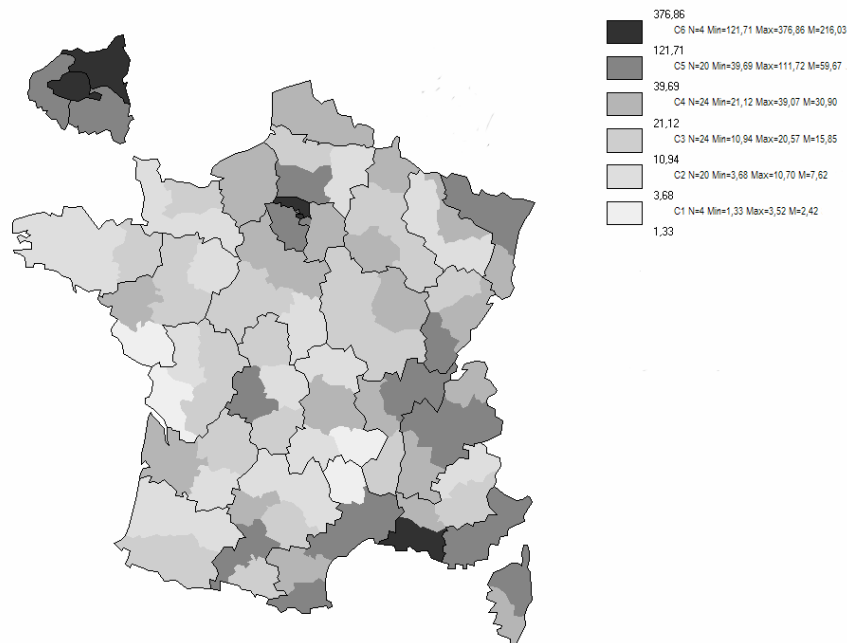 376,86
C6 N=4 Min=121,71 Max=376,86 M=216,03
121,71
C5 N=20 Min=39,69 Max=111,72 M=59,67
39,69
C4 N=24 Min=21,12 Max=39,07 M=30,90
21,12
C3 N=24 Min=10,94 Max=20,57 M=15,85
10,94
C2 N=20 Min=3,68 Max=10,70 M=7,62
3,68
C1 N=4 Min=1,33 Max=3,52 M=2,42
1,33